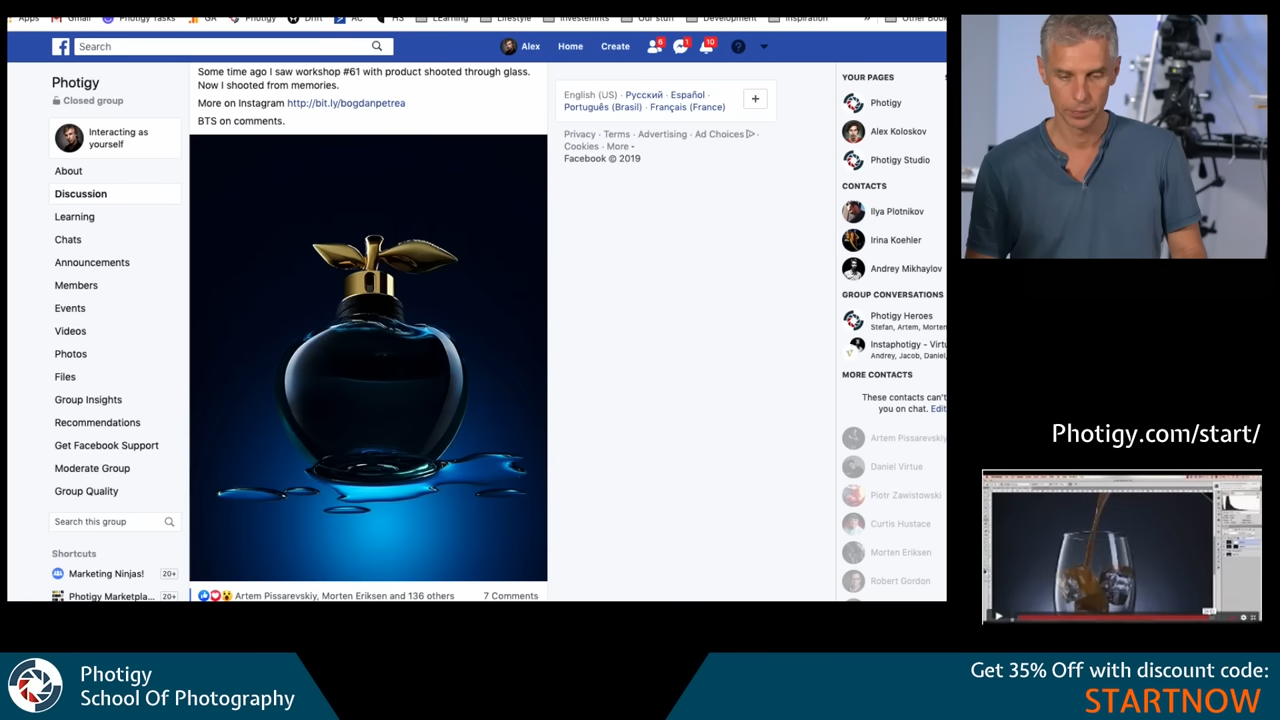 Apps
Gmail
Photigy Tasks
GA
Photigy
Drift
AC
HS
LEarning
Lifestyle
Investemnts
Our stuff
Development
Inspiration
»
Search
Alex
Home
Create
6
1
10
Photigy
Closed group
Interacting as
yourself
About
Discussion
Learning
Chats
Announcements
Members
Events
Videos
Photos
Files
Group Insights
Recommendations
Get Facebook Support
Moderate Group
Group Quality
Search this group
Shortcuts
Marketing Ninjas! 20+
Photigy Marketpla... 20+
Some time ago I saw workshop #61 with product shooted through glass.
Now I shooted from memories.
More on Instagram http://bit.ly/bogdanpetrea
BTS on comments.
Artem Pissarevskiy, Morten Eriksen and 136 others
7 Comments
English (US) · Русский · Español ·
Português (Brasil) · Français (France)
+
Privacy · Terms · Advertising · Ad Choices ·
Cookies · More
Facebook © 2019
YOUR PAGES
Photigy
Alex Koloskov
Photigy Studio
CONTACTS
Ilya Plotnikov
Irina Koehler
Andrey Mikhaylov
GROUP CONVERSATIONS
Photigy Heroes
Stefan, Artem, Morten
Instaphotigy - Virtu
Andrey, Jacob, Daniel,
MORE CONTACTS
These contacts can't
you on chat. Edit
Artem Pissarevskiy
Daniel Virtue
Piotr Zawistowski
Curtis Hustace
Morten Eriksen
Robert Gordon
Photigy.com/start/
Photigy
School Of Photography
Get 35% Off with discount code:
STARTNOW